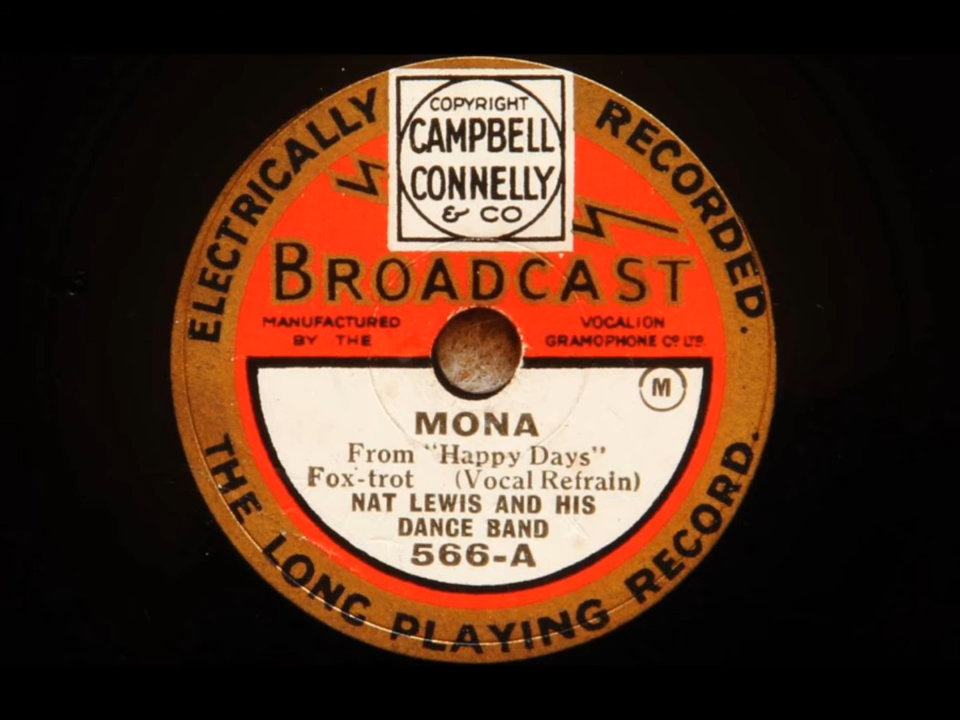 ELECTRICALLY RECORDED.
COPYRIGHT
CAMPBELL
CONNELLY
& CO
BROADCAST
MANUFACTURED
BY THE
VOCALION
GRAMOPHONE CO LTD.
M
MONA
From "Happy Days"
Fox-trot (Vocal Refrain)
NAT LEWIS AND HIS
DANCE BAND
566-A
THE LONG PLAYING RECORD.